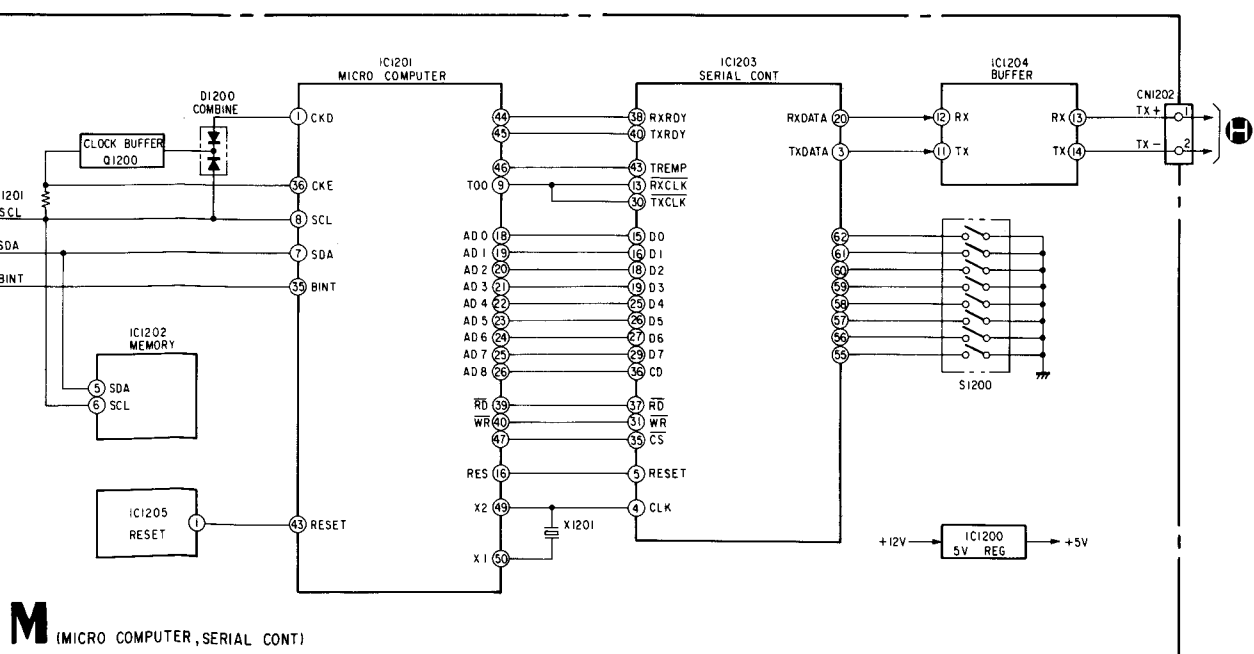 IC1201
MICRO COMPUTER
IC1203
SERIAL CONT
IC1204
BUFFER
CN1202
D1200
COMBINE
CLOCK BUFFER
Q1200
1201
SCL
SDA
BINT
1 CKD
36 CKE
8 SCL
7 SDA
35 BINT
43 RESET
44
45
46
TO0 9
AD0 18
AD1 19
AD2 20
AD3 21
AD4 22
AD5 23
AD6 24
AD7 25
AD8 26
RD 39
WR 40
47
RES 16
X2 49
X1 50
X1201
38 RXRDY
40 TXRDY
43 TREMP
13 RXCLK
30 TXCLK
15 D0
16 D1
18 D2
19 D3
25 D4
26 D5
27 D6
29 D7
36 CD
37 RD
31 WR
35 CS
5 RESET
4 CLK
RXDATA 20
TXDATA 3
62
61
60
59
58
57
56
55
12 RX
11 TX
RX 13
TX 14
TX+ 1
TX- 2
H
S1200
IC1202
MEMORY
5 SDA
6 SCL
IC1205
RESET
1
+12V
IC1200
5V REG
+5V
M (MICRO COMPUTER, SERIAL CONT)